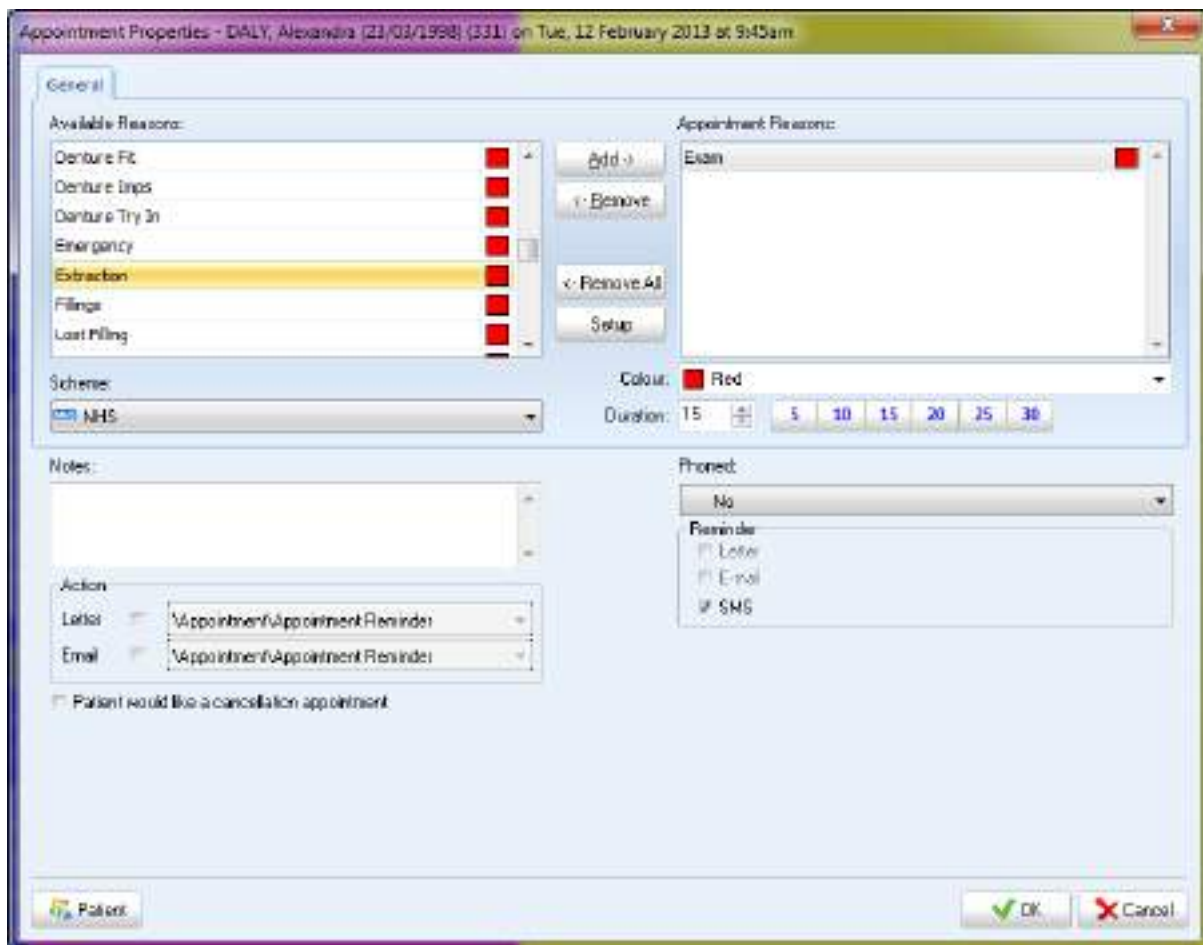 Appointment Properties - DALY, Alexandra (23/03/1998) (331) on Tue, 12 February 2013 at 9:45am
General
Available Reasons:
Denture Fit
Denture Imps
Denture Try In
Emergency
Extraction
Fillings
Lost Filling
Add ->
<- Remove
<- Remove All
Setup
Appointment Reasons:
Exam
Scheme:
NHS
Colour: Red
Duration: 15 5 10 15 20 25 30
Notes:
Phoned:
No
Reminder
Letter
E-mail
SMS
Action
Letter \Appointment\Appointment Reminder
Email \Appointment\Appointment Reminder
Patient would like a cancellation appointment
Patient
OK
Cancel